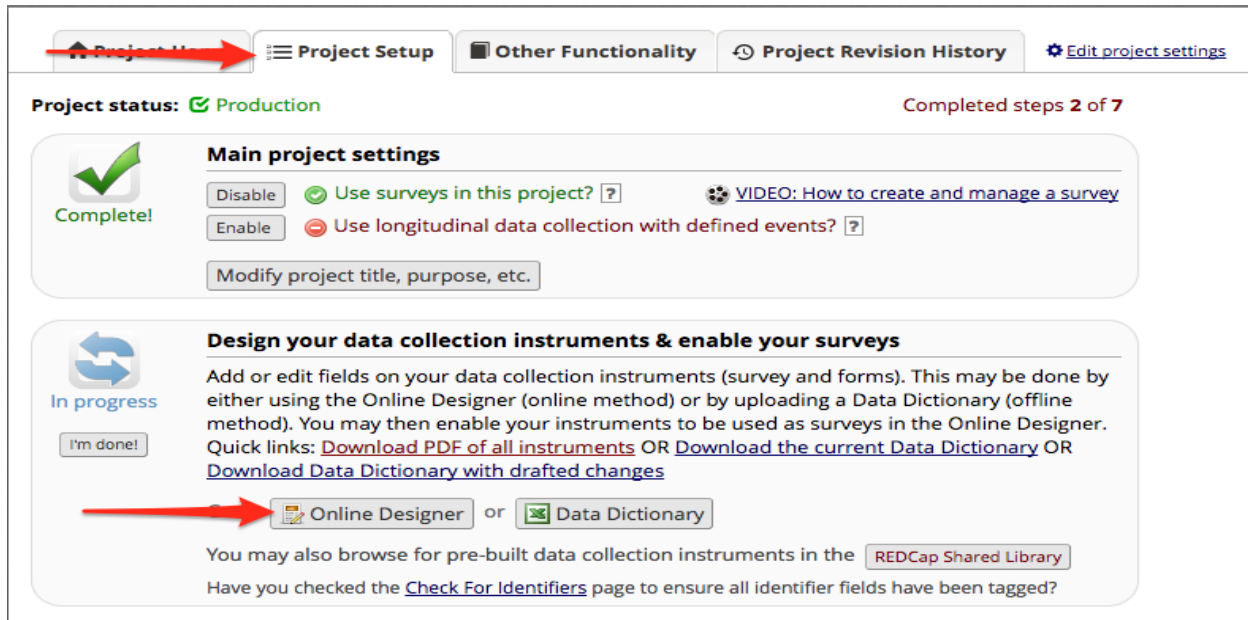 Project
Project Setup
Other Functionality
Project Revision History
Edit project settings
Project status: Production
Completed steps 2 of 7
Complete!
Main project settings
Disable Use surveys in this project? ? VIDEO: How to create and manage a survey
Enable Use longitudinal data collection with defined events? ?
Modify project title, purpose, etc.
In progress
I'm done!
Design your data collection instruments & enable your surveys
Add or edit fields on your data collection instruments (survey and forms). This may be done by
either using the Online Designer (online method) or by uploading a Data Dictionary (offline
method). You may then enable your instruments to be used as surveys in the Online Designer.
Quick links: Download PDF of all instruments OR Download the current Data Dictionary OR
Download Data Dictionary with drafted changes
Online Designer or Data Dictionary
You may also browse for pre-built data collection instruments in the REDCap Shared Library
Have you checked the Check For Identifiers page to ensure all identifier fields have been tagged?